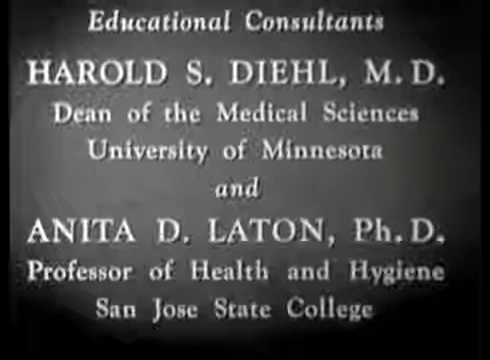 Educational Consultants
HAROLD S. DIEHL, M.D.
Dean of the Medical Sciences
University of Minnesota
and
ANITA D. LATON, Ph.D.
Professor of Health and Hygiene
San Jose State College